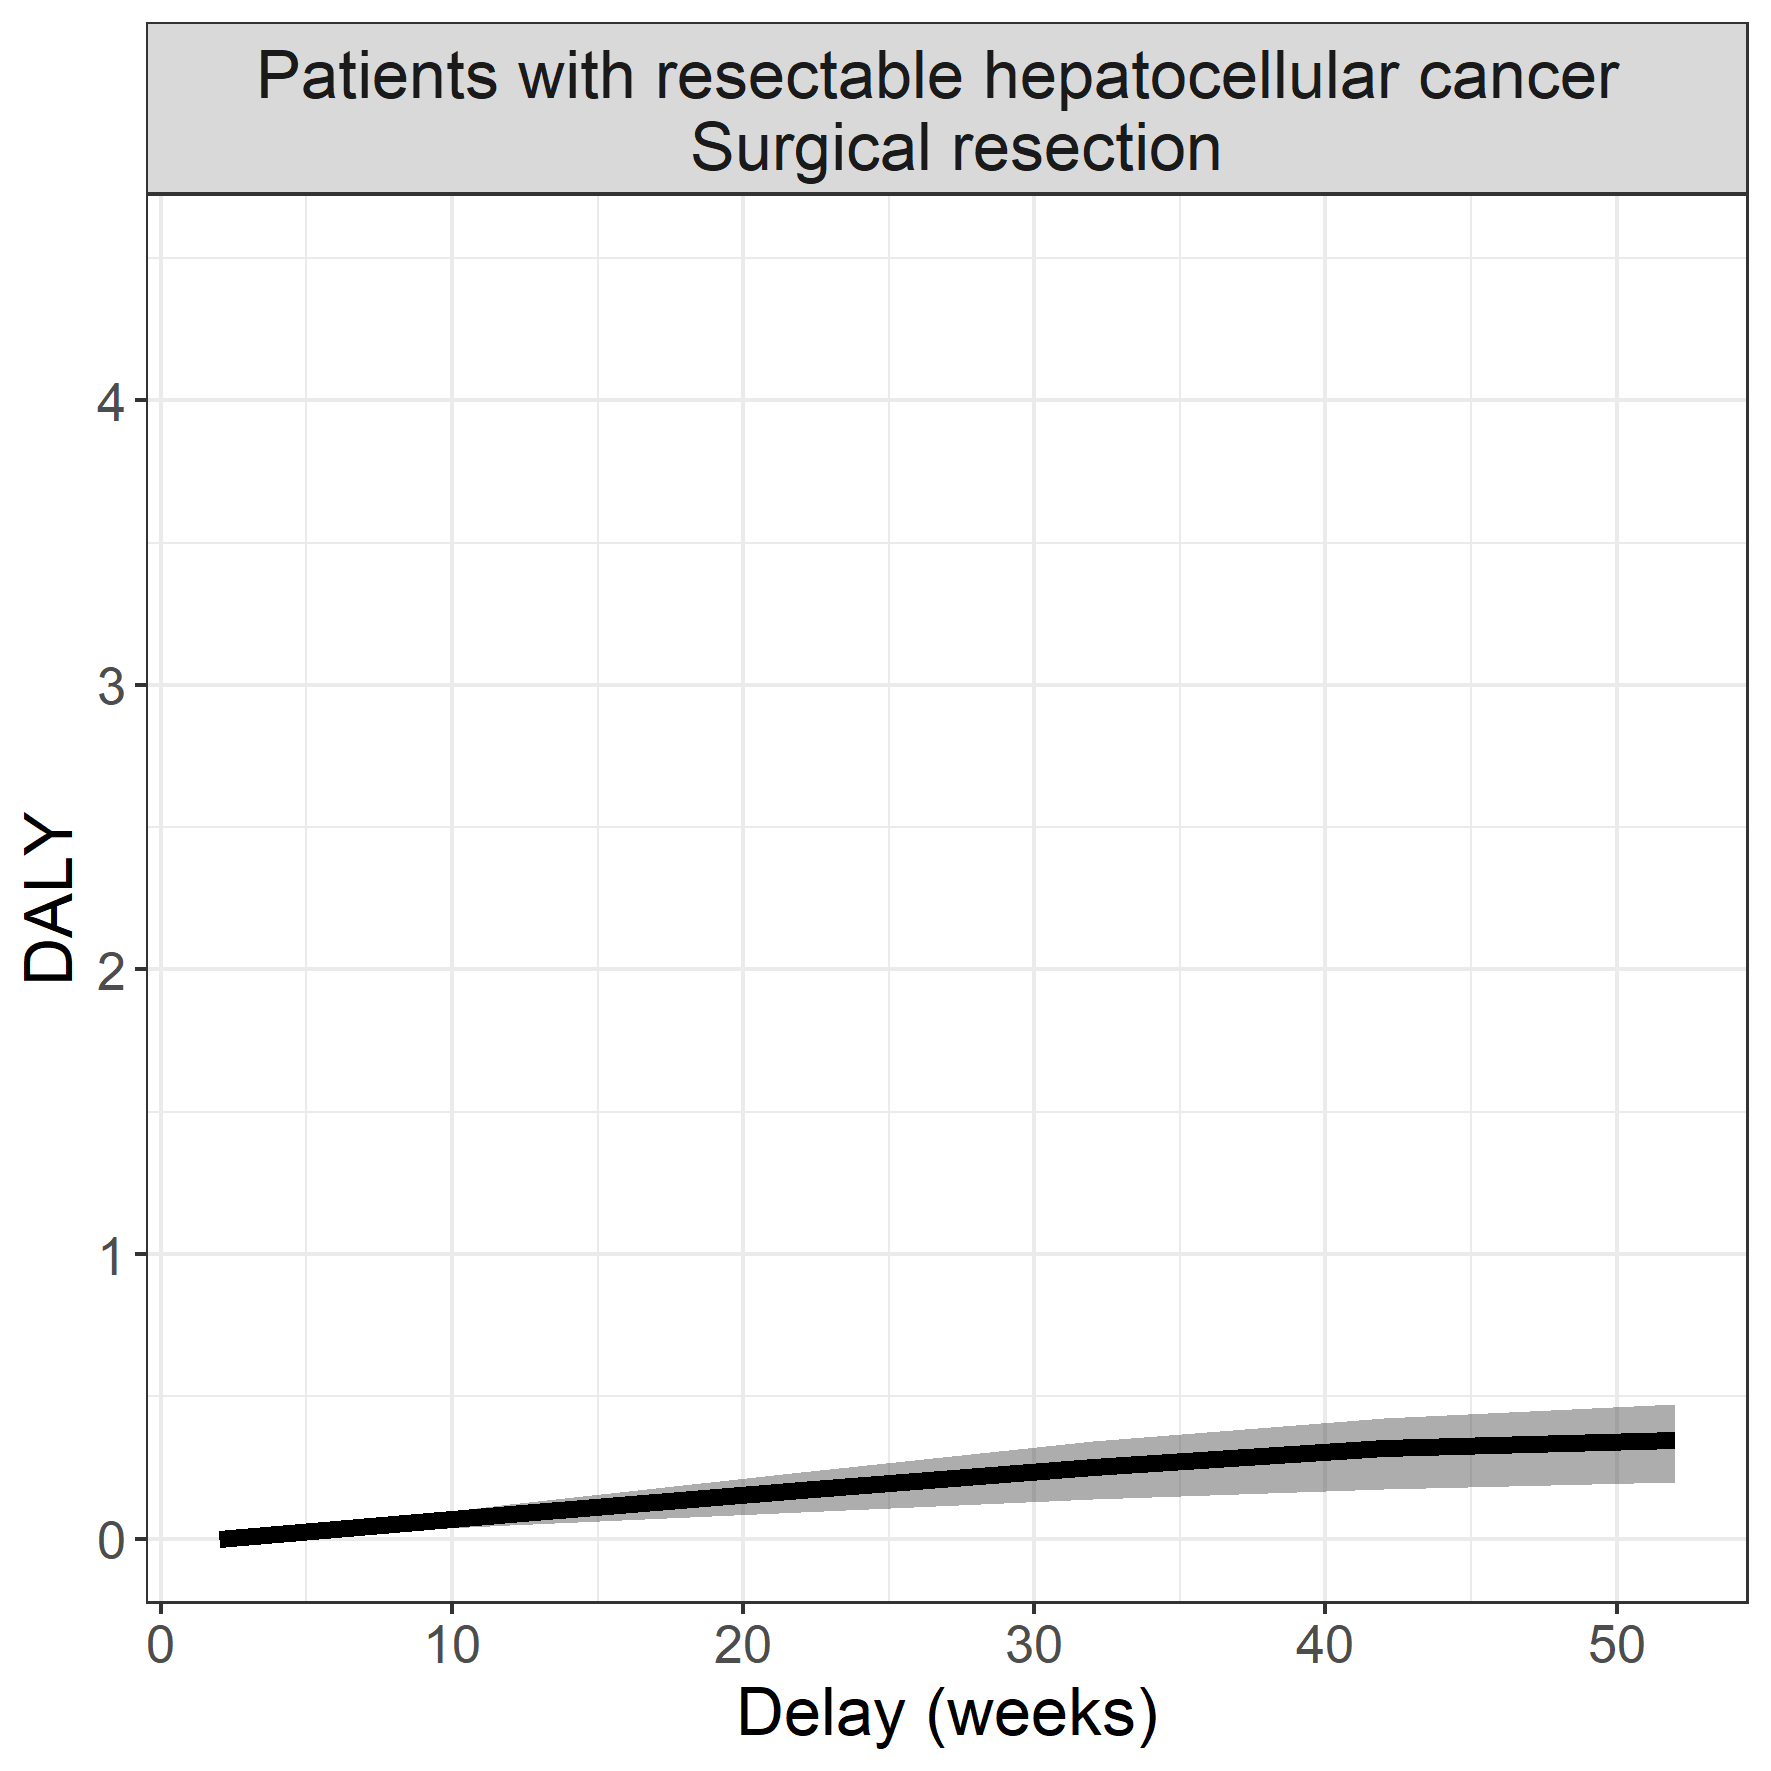 Patients with resectable hepatocellular cancer
Surgical resection
DALY
4
3
2
1
0
0 10 20 30 40 50
Delay (weeks)